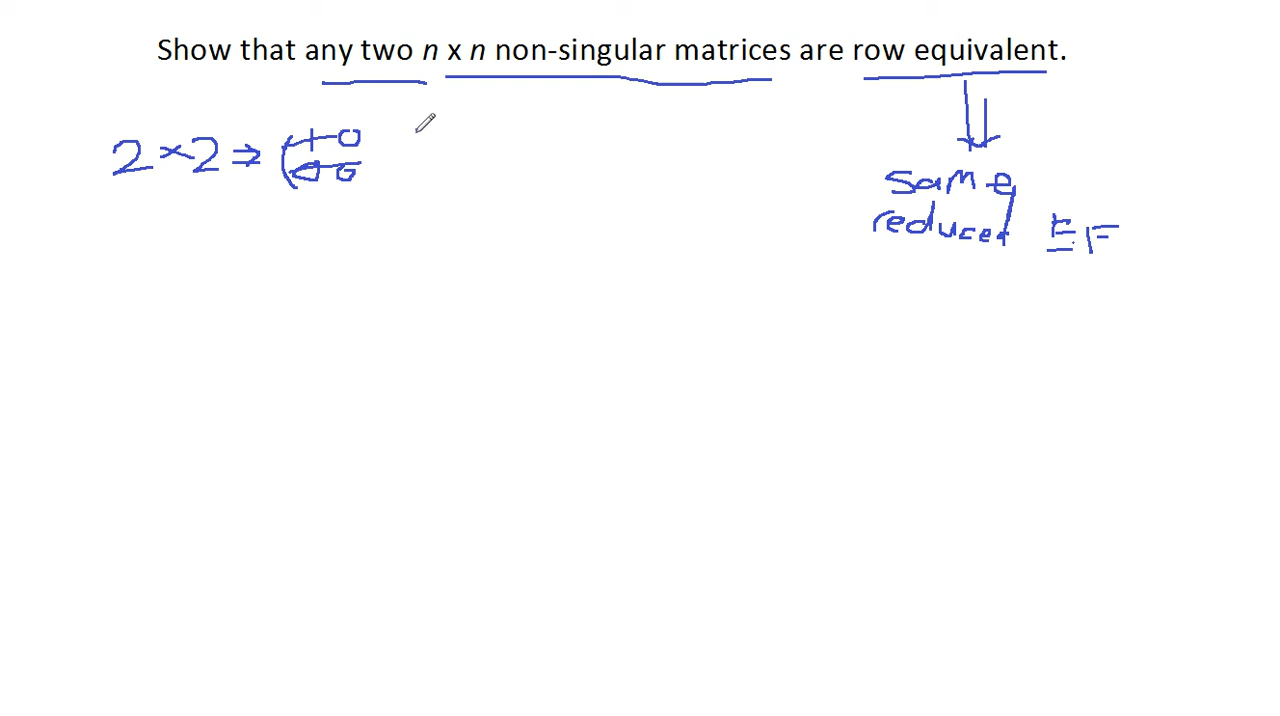 Show that any two n x n non-singular matrices are row equivalent.
2 × 2 ⇒
same
reduced E.F